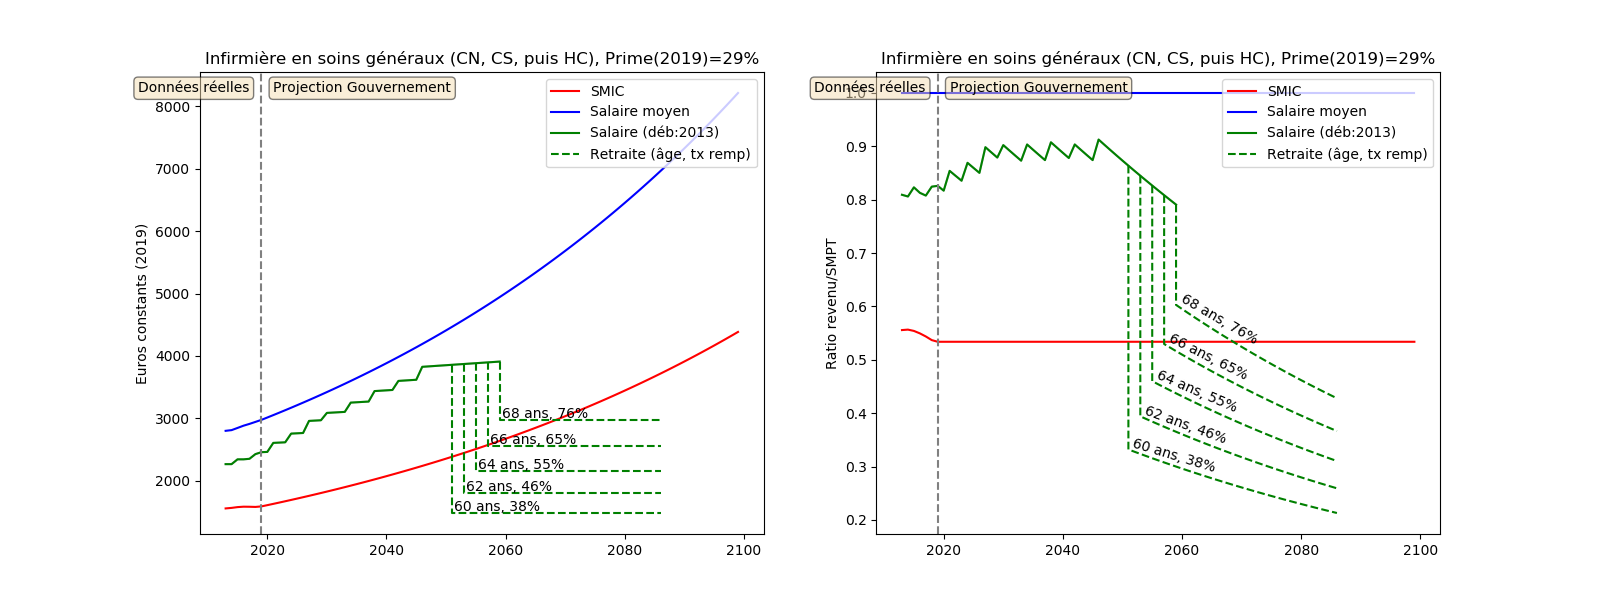 Infirmière en soins généraux (CN, CS, puis HC), Prime(2019)=29%
Données réelles
Projection Gouvernement
SMIC
Salaire moyen
Salaire (déb:2013)
Retraite (âge, tx remp)
8000
7000
6000
5000
4000
3000
2000
Euros constants (2019)
68 ans, 76%
66 ans, 65%
64 ans, 55%
62 ans, 46%
60 ans, 38%
2020
2040
2060
2080
2100
Infirmière en soins généraux (CN, CS, puis HC), Prime(2019)=29%
Données réelles
Projection Gouvernement
SMIC
Salaire moyen
Salaire (déb:2013)
Retraite (âge, tx remp)
1.0
0.9
0.8
0.7
0.6
0.5
0.4
0.3
0.2
Ratio revenu/SMPT
68 ans, 76%
66 ans, 65%
64 ans, 55%
62 ans, 46%
60 ans, 38%
2020
2040
2060
2080
2100